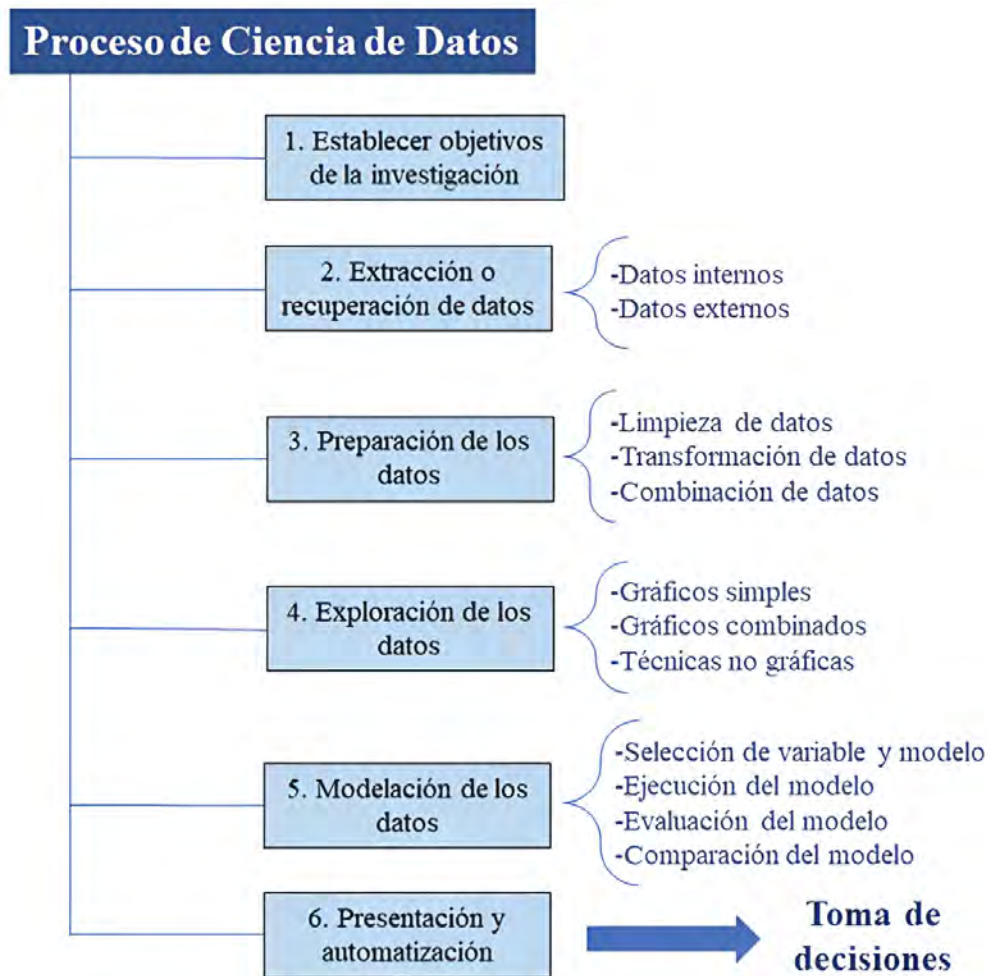 Proceso de Ciencia de Datos
1. Establecer objetivos
de la investigación
2. Extracción o
recuperación de datos
-Datos internos
-Datos externos
3. Preparación de los
datos
-Limpieza de datos
-Transformación de datos
-Combinación de datos
4. Exploración de los
datos
-Gráficos simples
-Gráficos combinados
-Técnicas no gráficas
5. Modelación de los
datos
-Selección de variable y modelo
-Ejecución del modelo
-Evaluación del modelo
-Comparación del modelo
6. Presentación y
automatización
Toma de
decisiones